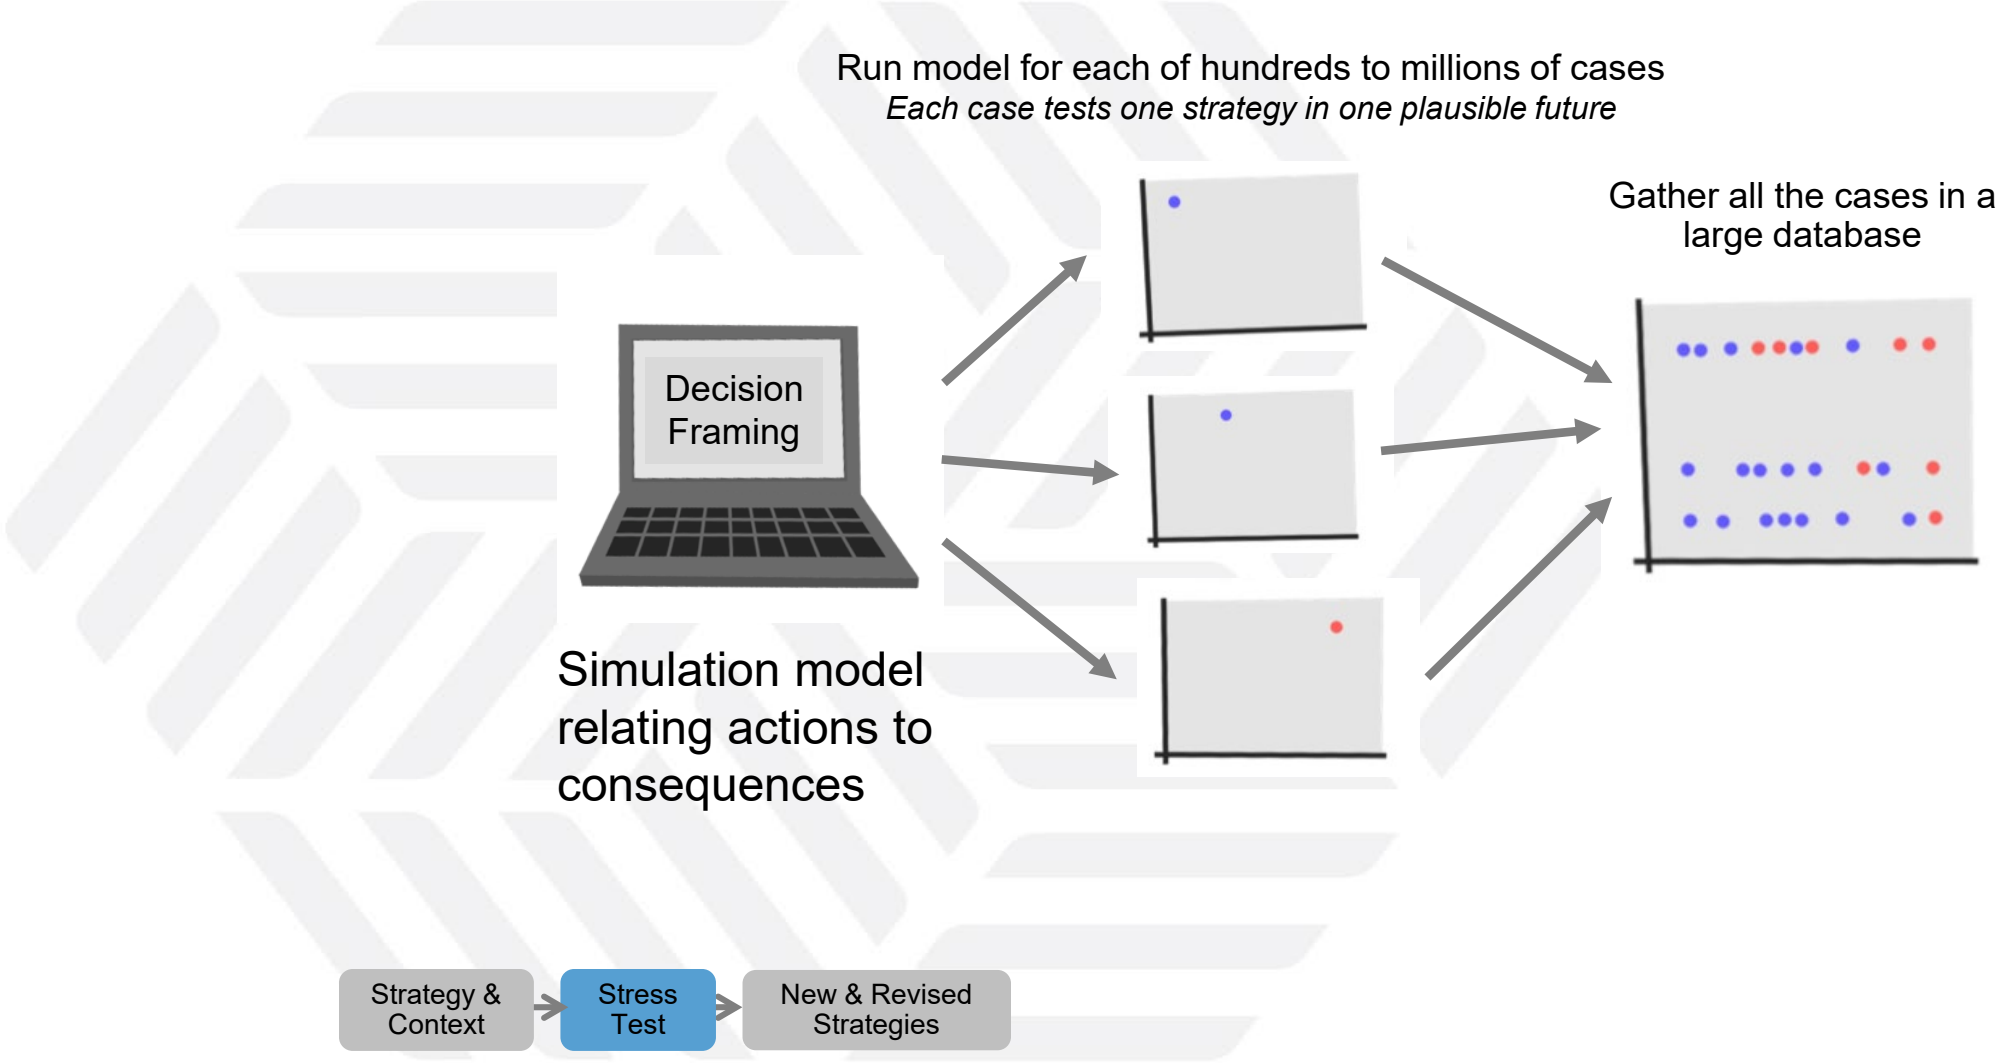 Run model for each of hundreds to millions of cases
Each case tests one strategy in one plausible future
Gather all the cases in a
large database
Decision
Framing
Simulation model
relating actions to
consequences
Strategy &
Context
Stress
Test
New & Revised
Strategies